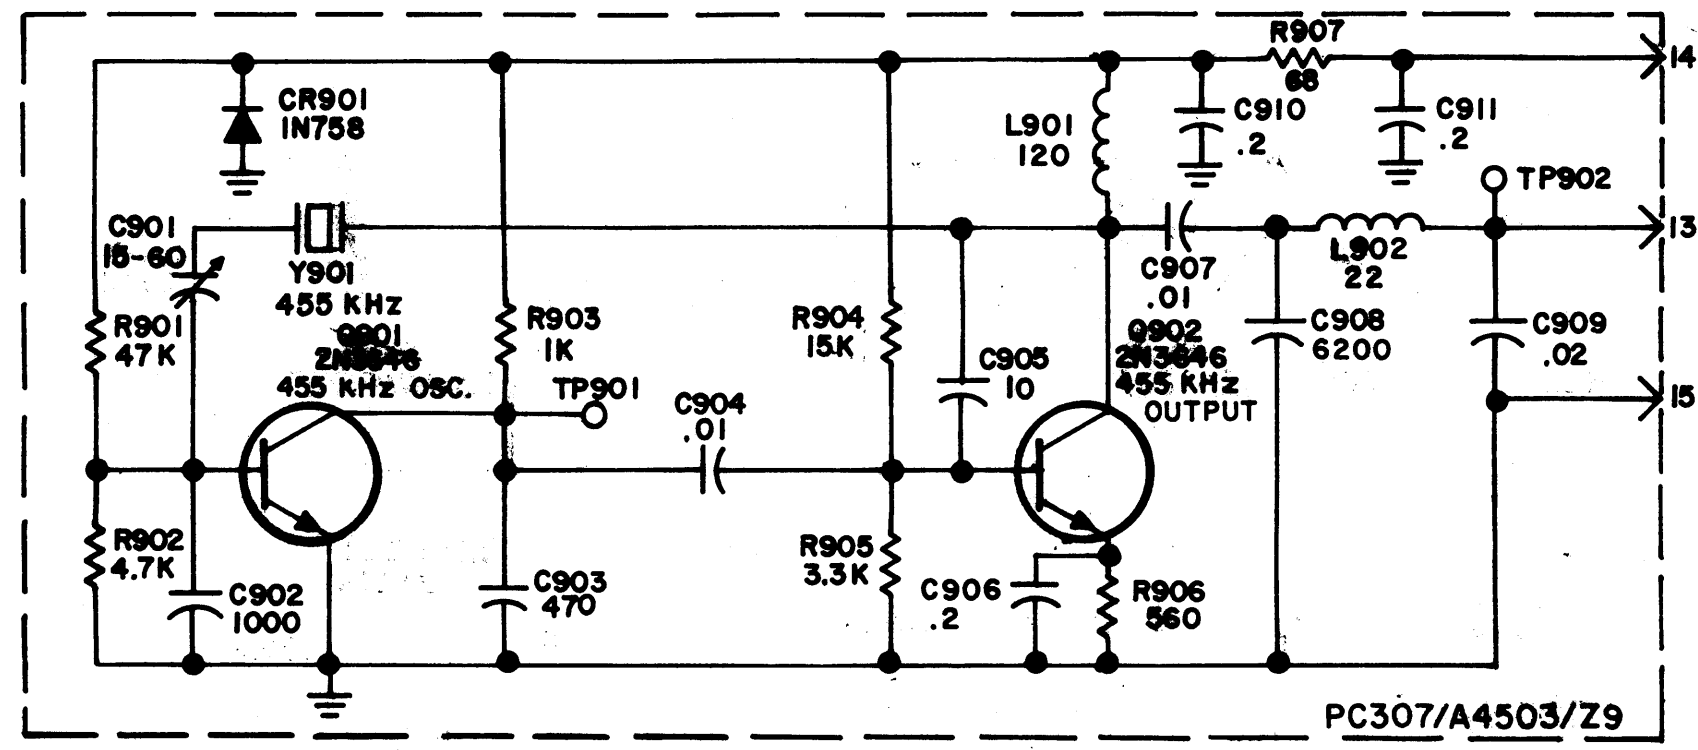 R907
68
14
CR901
1N758
C910
.2
C911
.2
L901
120
TP902
C901
15-60
Y901
455 KHz
13
L902
22
C907
.01
R901
47K
Q901
2N3646
455 KHz OSC.
R903
1K
TP901
R904
15K
C905
10
Q902
2N3646
455 KHz
OUTPUT
C908
6200
C909
.02
15
C904
.01
R902
4.7K
C902
1000
C903
470
R905
3.3K
C906
.2
R906
560
PC307/A4503/Z9